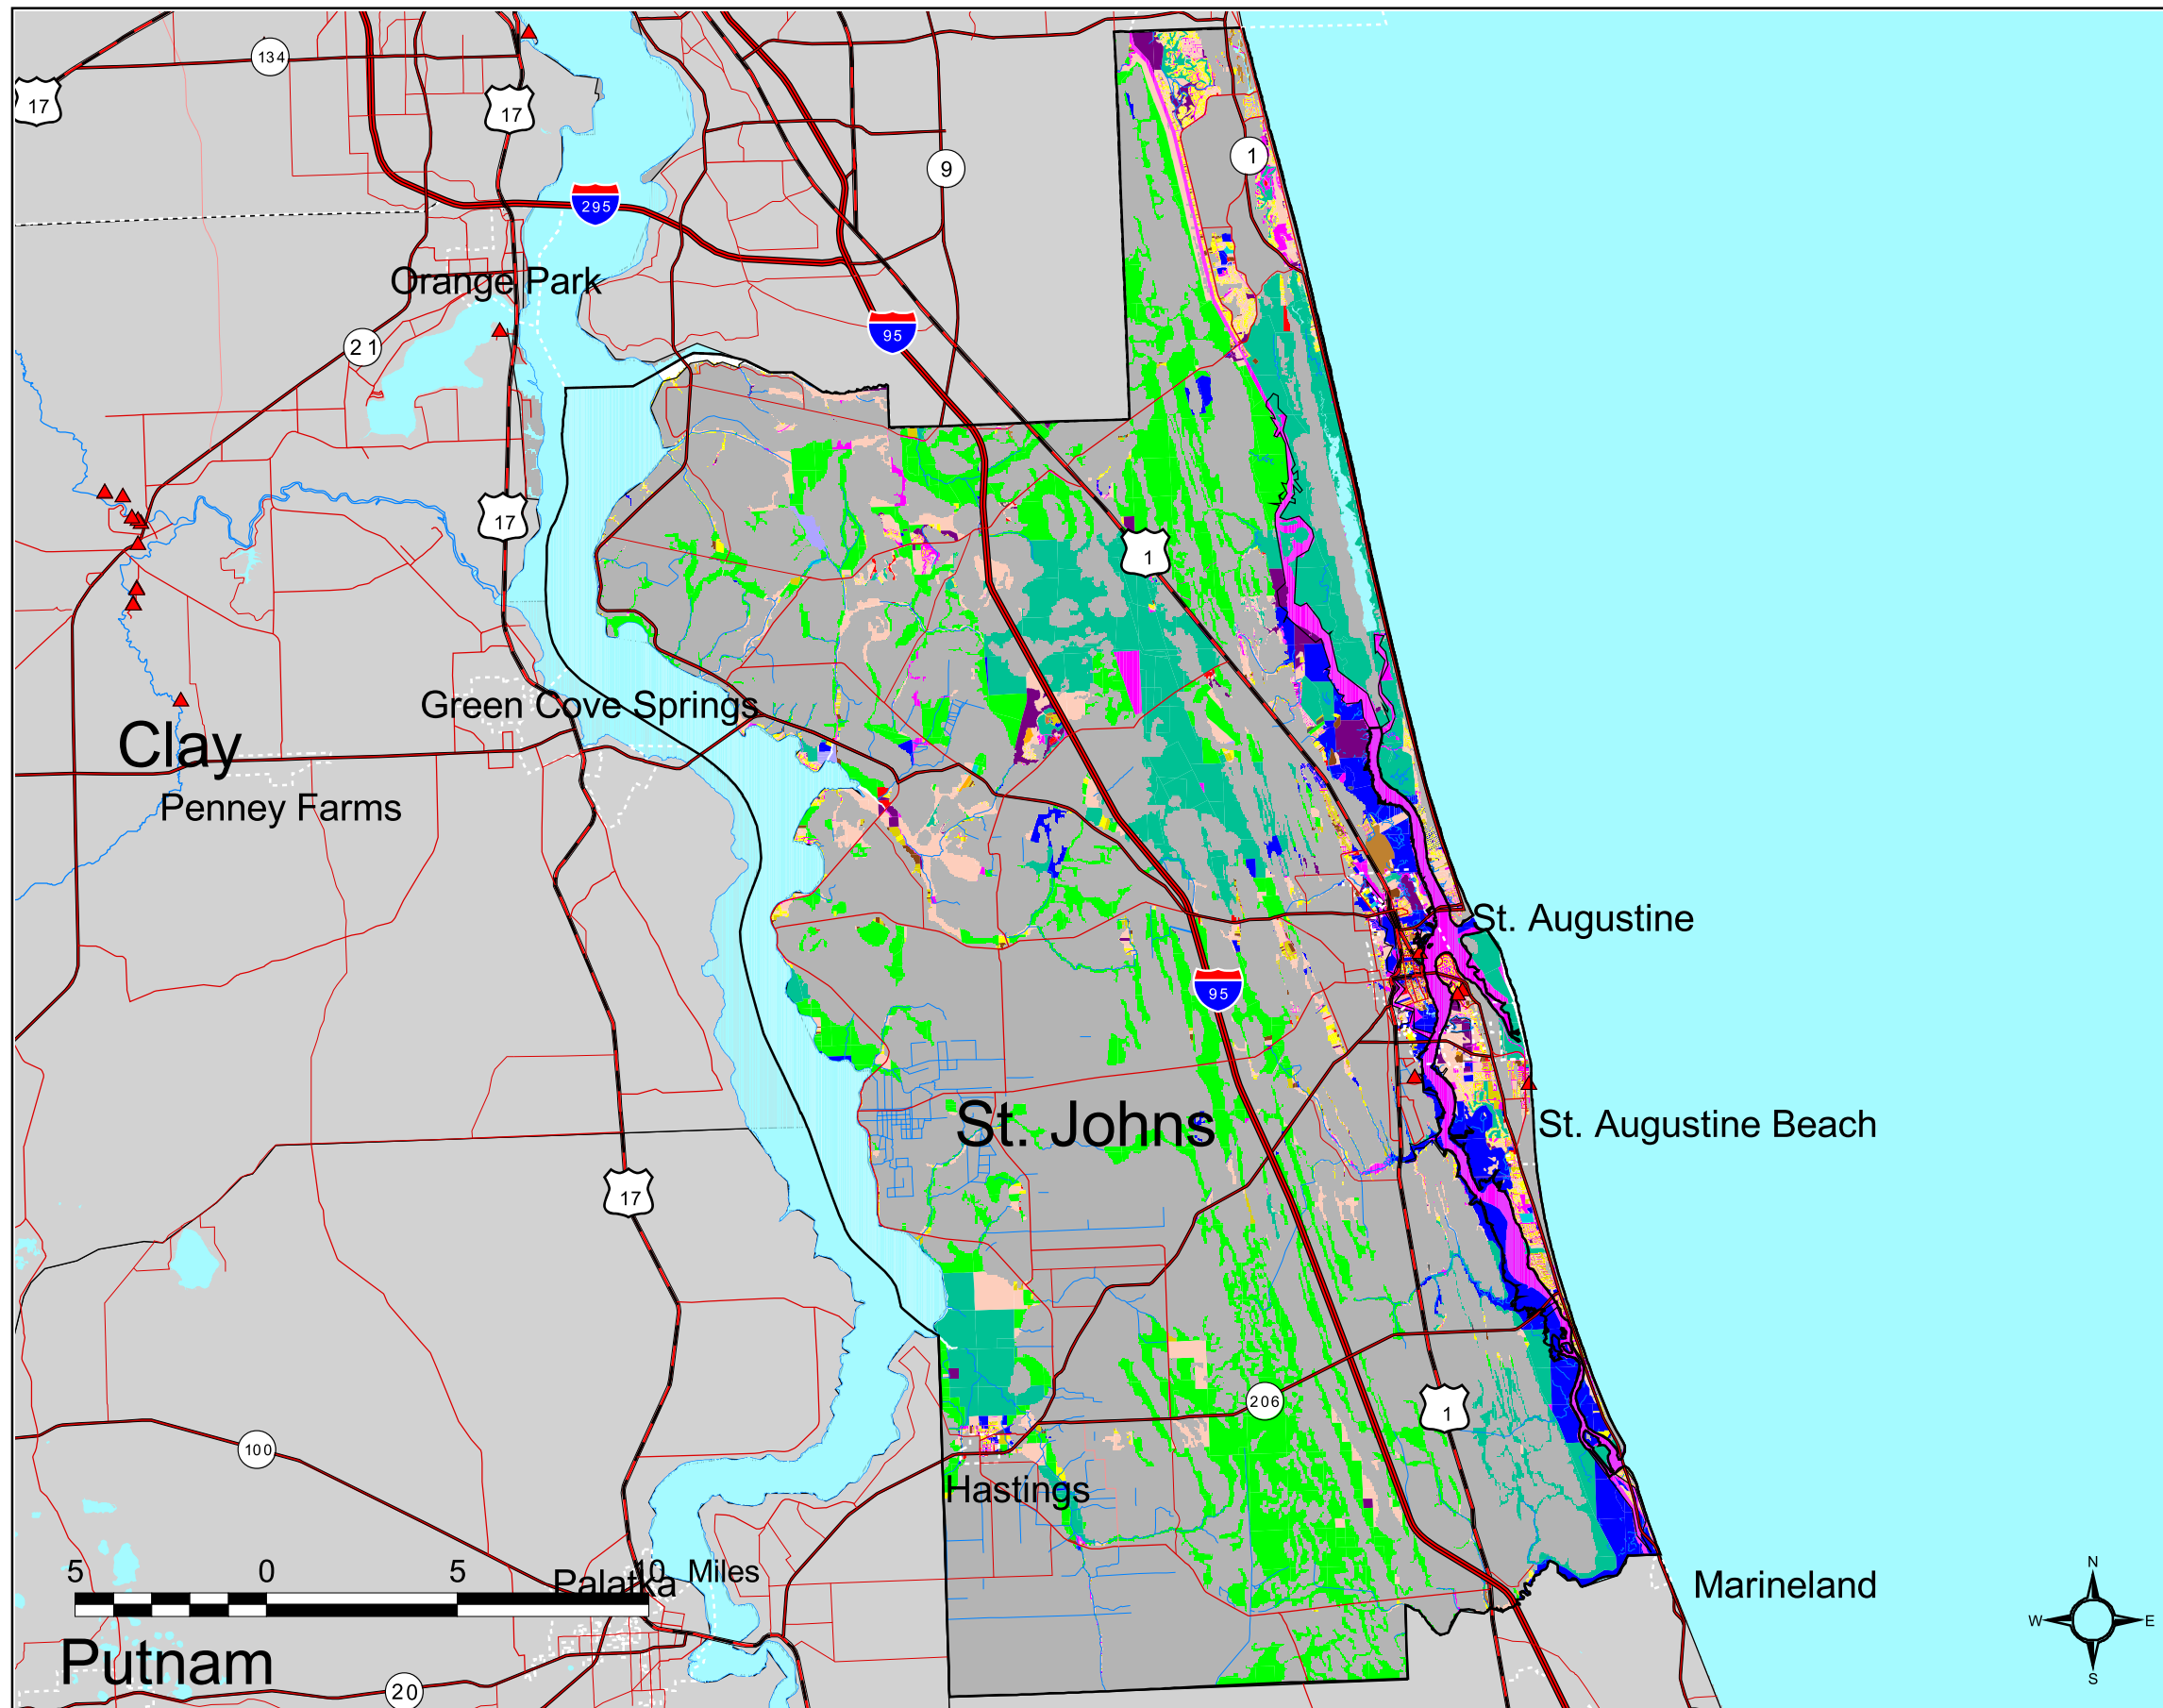 134
17
17
9
1
295
Orange Park
95
21
17
1
Green Cove Springs
Clay
Penney Farms
St. Augustine
95
St. Johns
St. Augustine Beach
17
206
1
100
Hastings
5 0 5 10 Miles
Palatka
Marineland
N
W E
S
Putnam
20